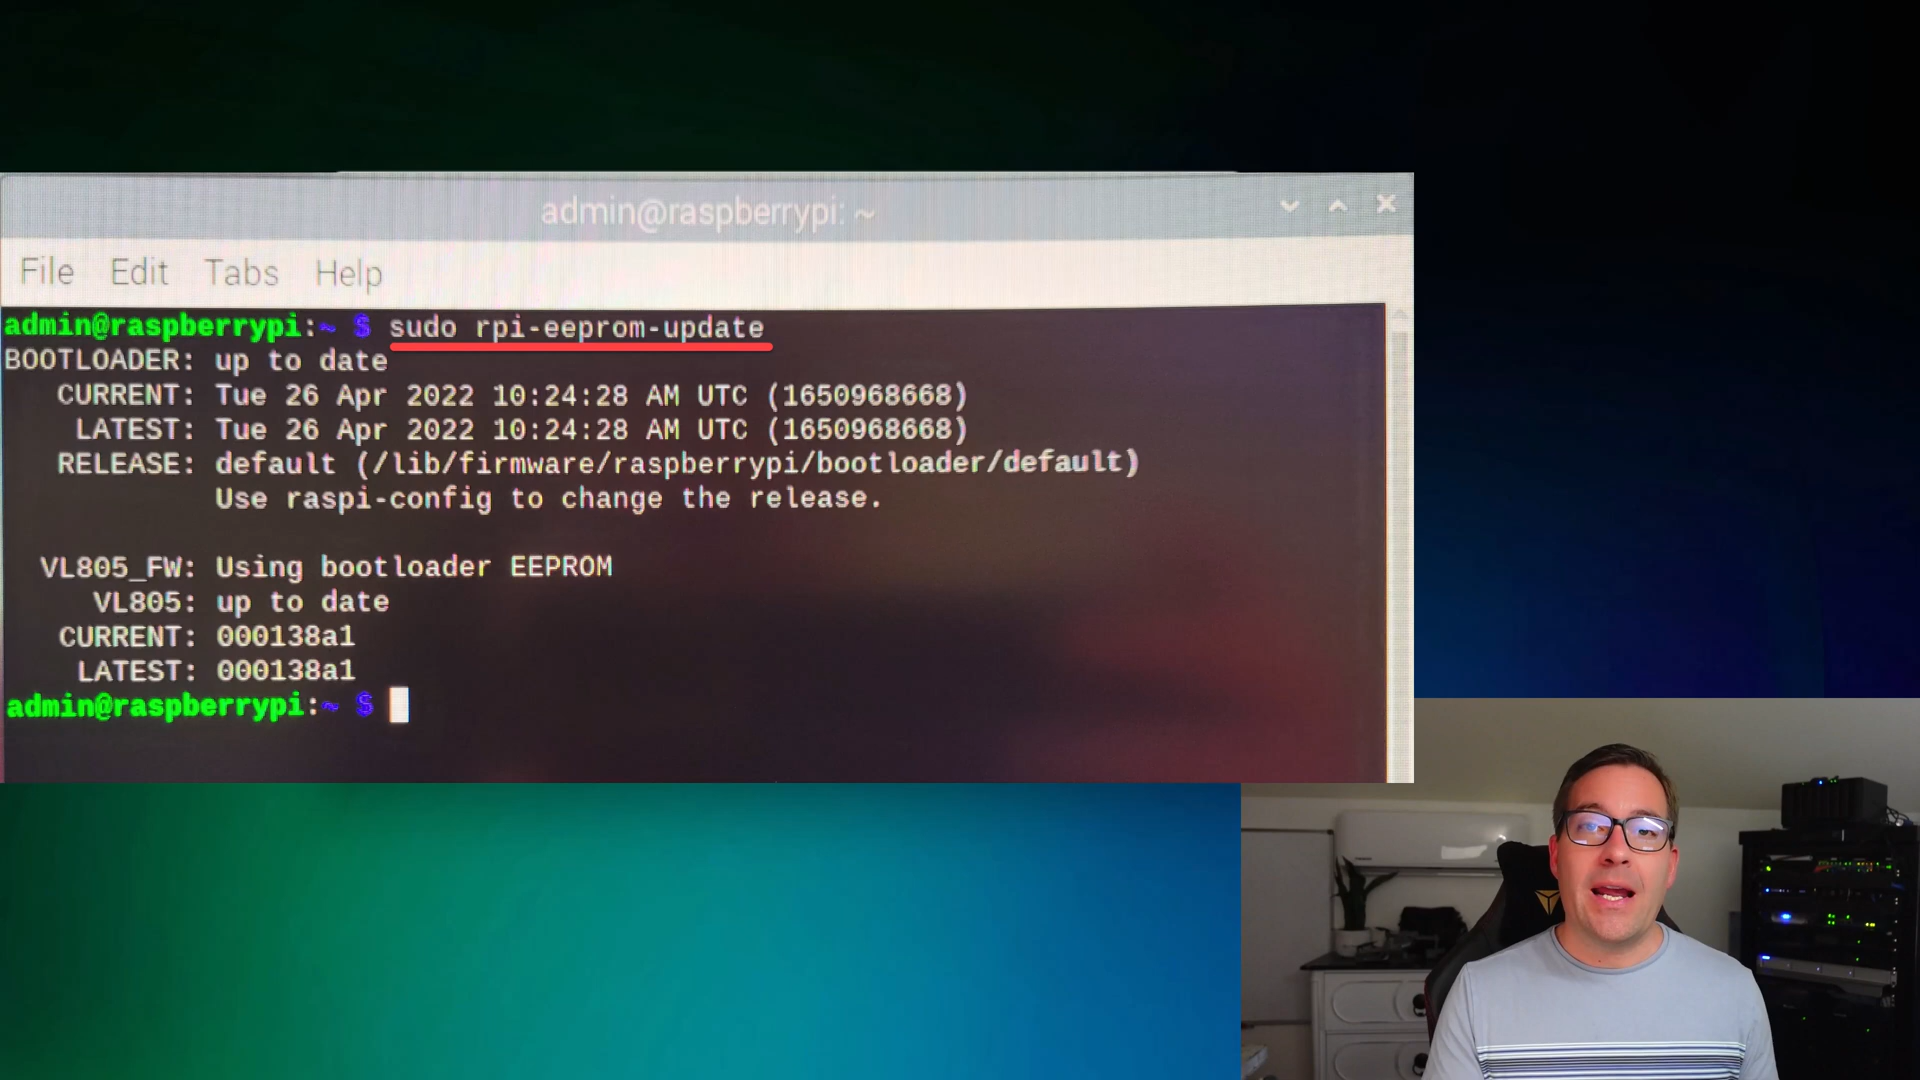 admin@raspberrypi: ~
File Edit Tabs Help
admin@raspberrypi:~ $ sudo rpi-eeprom-update
BOOTLOADER: up to date
CURRENT: Tue 26 Apr 2022 10:24:28 AM UTC (1650968668)
LATEST: Tue 26 Apr 2022 10:24:28 AM UTC (1650968668)
RELEASE: default (/lib/firmware/raspberrypi/bootloader/default)
Use raspi-config to change the release.
VL805_FW: Using bootloader EEPROM
VL805: up to date
CURRENT: 000138a1
LATEST: 000138a1
admin@raspberrypi:~ $